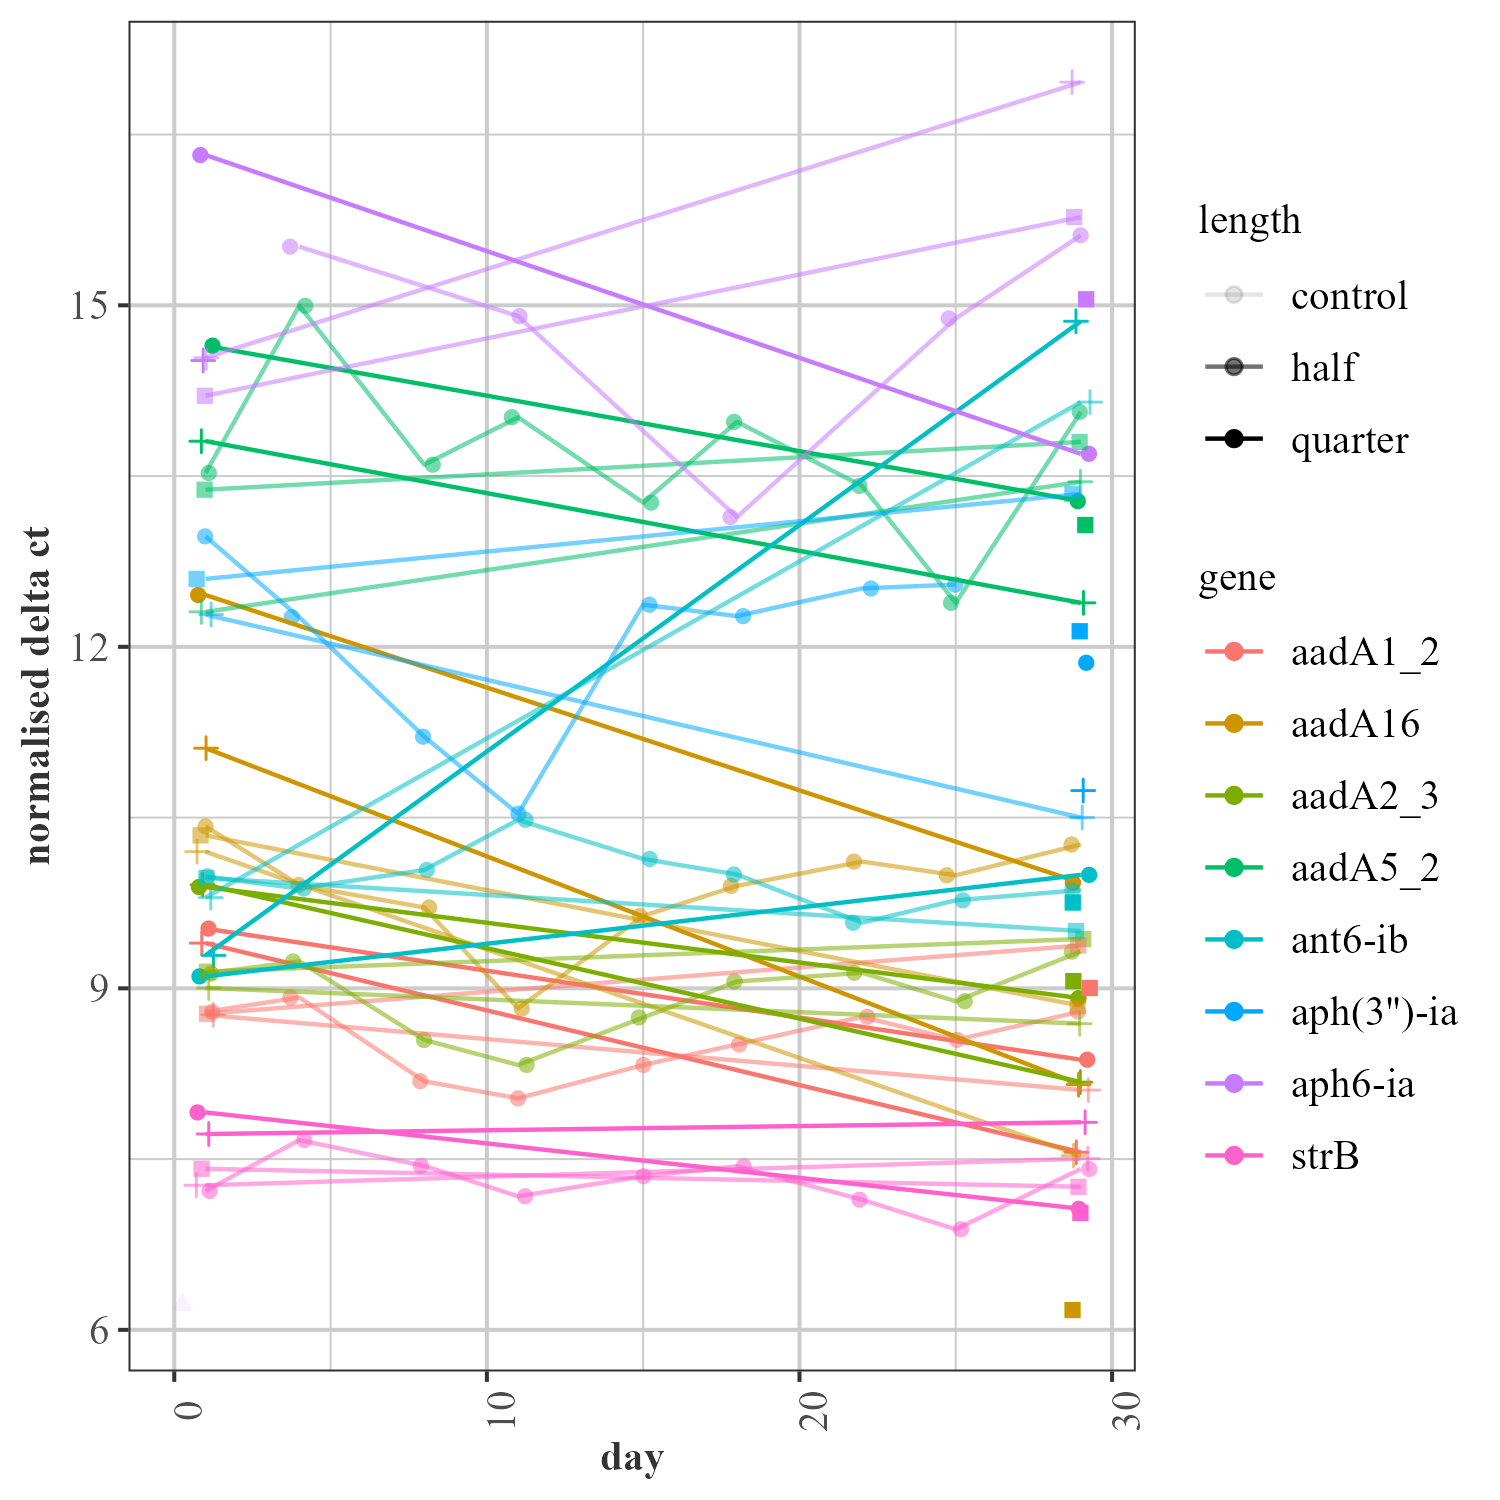 length
control
half
quarter
gene
aadA1_2
aadA16
aadA2_3
aadA5_2
ant6-ib
aph(3")-ia
aph6-ia
strB
normalised delta ct
15
12
9
6
0
10
20
30
day